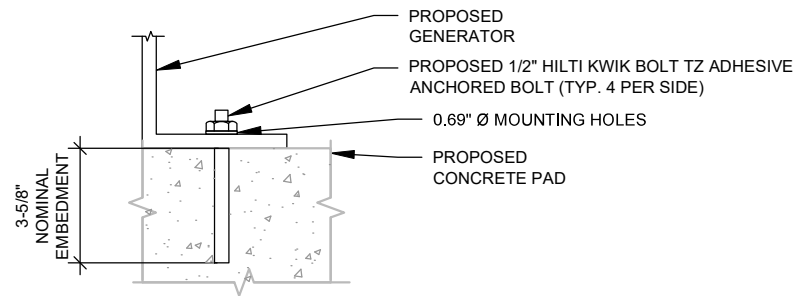 PROPOSED
GENERATOR
PROPOSED 1/2" HILTI KWIK BOLT TZ ADHESIVE
ANCHORED BOLT (TYP. 4 PER SIDE)
0.69" Ø MOUNTING HOLES
PROPOSED
CONCRETE PAD
3-5/8"
NOMINAL
EMBEDMENT